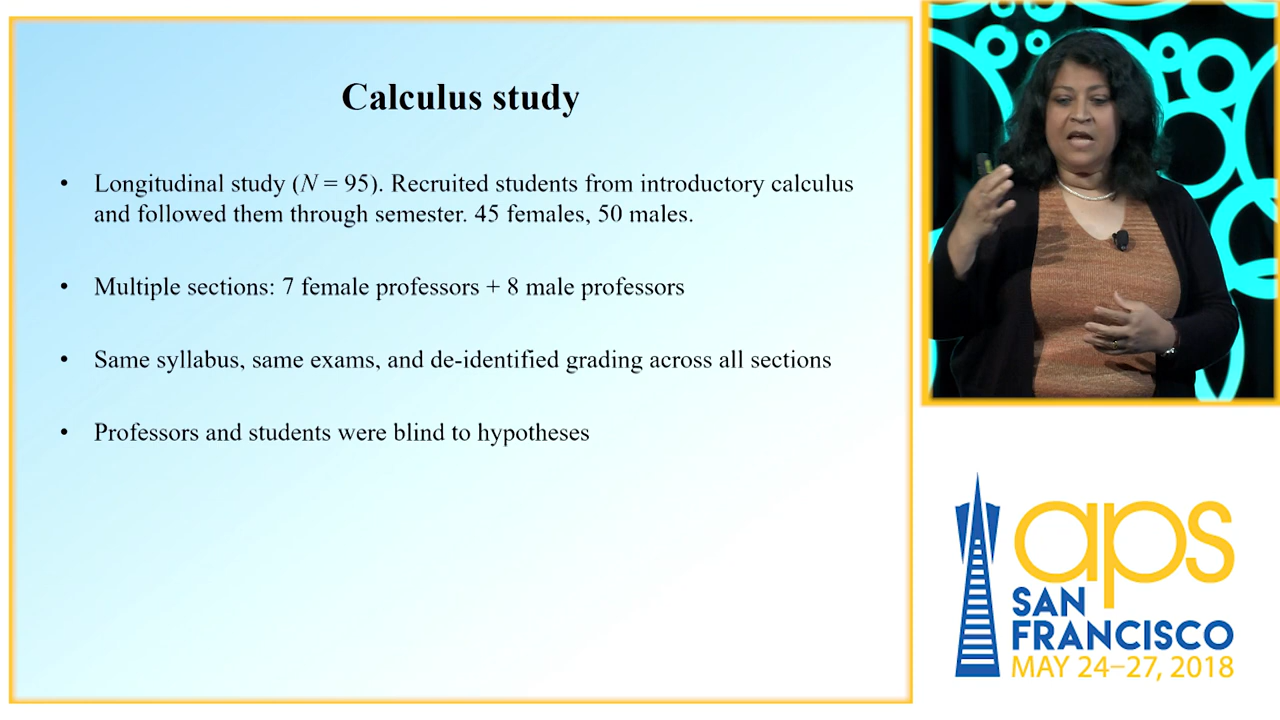 Calculus study
• Longitudinal study (N = 95). Recruited students from introductory calculus
and followed them through semester. 45 females, 50 males.
• Multiple sections: 7 female professors + 8 male professors
• Same syllabus, same exams, and de-identified grading across all sections
• Professors and students were blind to hypotheses
aps
SAN
FRANCISCO
MAY 24–27, 2018